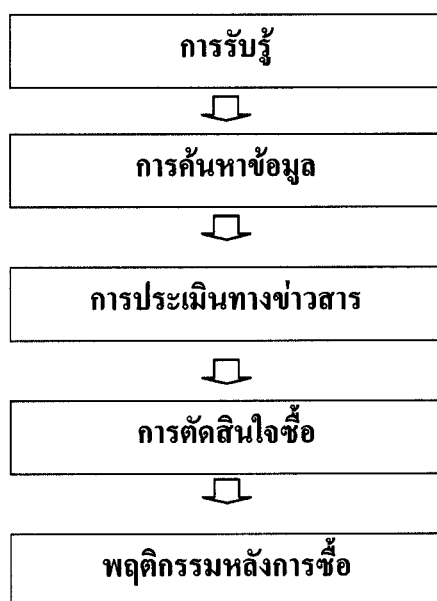 การรับรู้
การค้นหาข้อมูล
การประเมินทางข่าวสาร
การตัดสินใจซื้อ
พฤติกรรมหลังการซื้อ